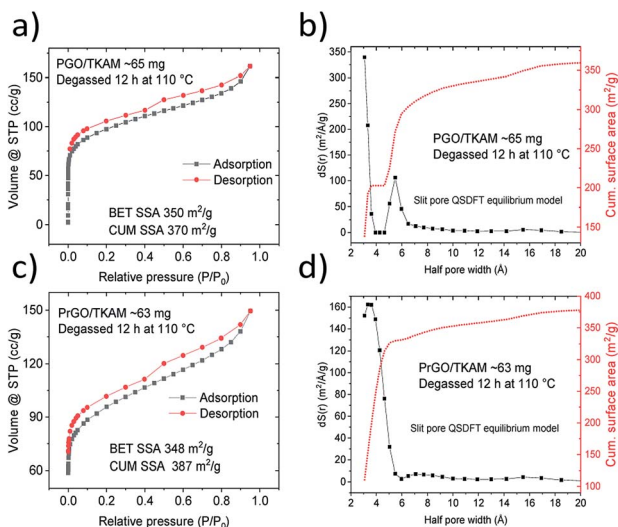 a)
PGO/TKAM ~65 mg
Degassed 12 h at 110 °C
Volume @ STP (cc/g)
150
100
50
0
Adsorption
Desorption
BET SSA 350 m²/g
CUM SSA 370 m²/g
0.0 0.2 0.4 0.6 0.8 1.0
Relative pressure (P/P₀)
b)
dS(r) (m²/A/g)
350
300
250
200
150
100
50
0
PGO/TKAM ~65 mg
Degassed 12 h at 110 °C
Slit pore QSDFT equilibrium model
350
300
250
200
150
Cum. surface area (m²/g)
2 4 6 8 10 12 14 16 18 20
Half pore width (Å)
c)
PrGO/TKAM ~63 mg
Degassed 12 h at 110 °C
Volume @ STP (cc/g)
150
120
90
60
Adsorption
Desorption
BET SSA 348 m²/g
CUM SSA 387 m²/g
0.0 0.2 0.4 0.6 0.8 1.0
Relative pressure (P/P₀)
d)
dS(r) (m²/A/g)
160
140
120
100
80
60
40
20
0
PrGO/TKAM ~63 mg
Degassed 12 h at 110 °C
Slit pore QSDFT equilibrium model
400
350
300
250
200
150
100
Cum. surface area (m²/g)
2 4 6 8 10 12 14 16 18 20
Half pore width (Å)